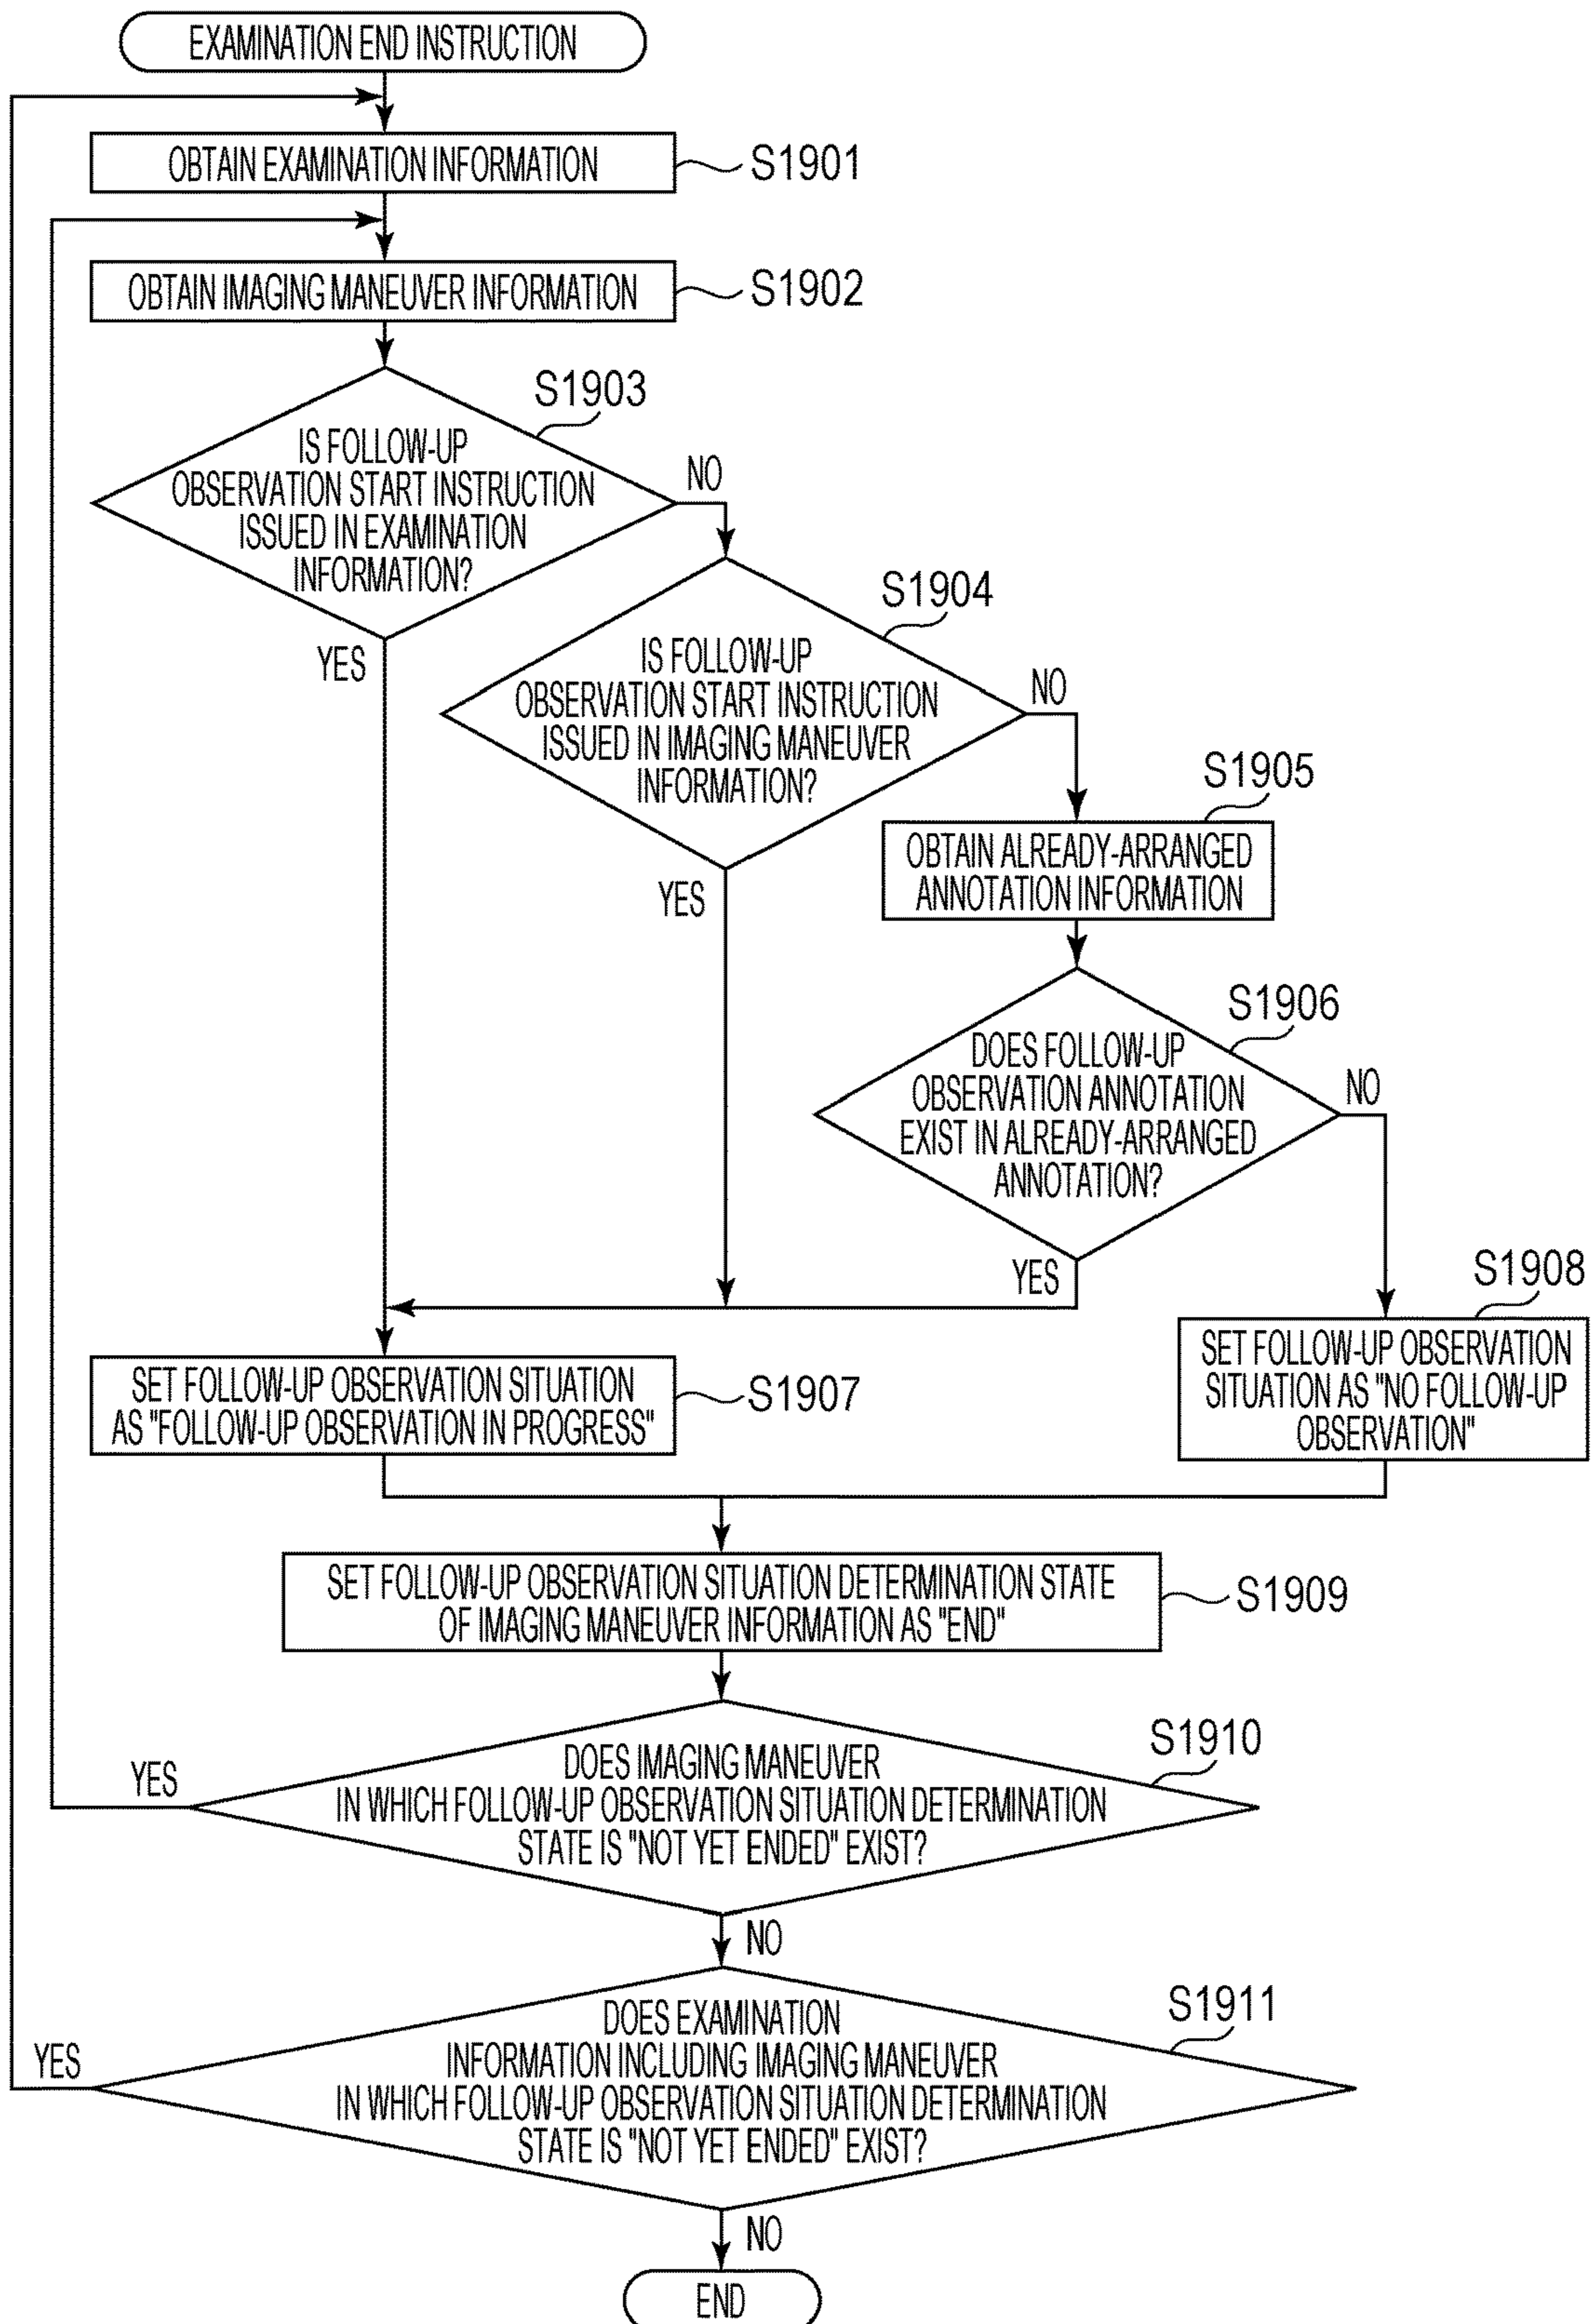 EXAMINATION END INSTRUCTION
OBTAIN EXAMINATION INFORMATION
S1901
OBTAIN IMAGING MANEUVER INFORMATION
S1902
S1903
IS FOLLOW-UP
OBSERVATION START INSTRUCTION
ISSUED IN EXAMINATION
INFORMATION?
NO
YES
S1904
IS FOLLOW-UP
OBSERVATION START INSTRUCTION
ISSUED IN IMAGING MANEUVER
INFORMATION?
NO
YES
S1905
OBTAIN ALREADY-ARRANGED
ANNOTATION INFORMATION
S1906
DOES FOLLOW-UP
OBSERVATION ANNOTATION
EXIST IN ALREADY-ARRANGED
ANNOTATION?
NO
YES
SET FOLLOW-UP OBSERVATION SITUATION
AS "FOLLOW-UP OBSERVATION IN PROGRESS"
S1907
S1908
SET FOLLOW-UP OBSERVATION
SITUATION AS "NO FOLLOW-UP
OBSERVATION"
SET FOLLOW-UP OBSERVATION SITUATION DETERMINATION STATE
OF IMAGING MANEUVER INFORMATION AS "END"
S1909
S1910
DOES IMAGING MANEUVER
IN WHICH FOLLOW-UP OBSERVATION SITUATION DETERMINATION
STATE IS "NOT YET ENDED" EXIST?
YES
NO
S1911
DOES EXAMINATION
INFORMATION INCLUDING IMAGING MANEUVER
IN WHICH FOLLOW-UP OBSERVATION SITUATION DETERMINATION
STATE IS "NOT YET ENDED" EXIST?
YES
NO
END